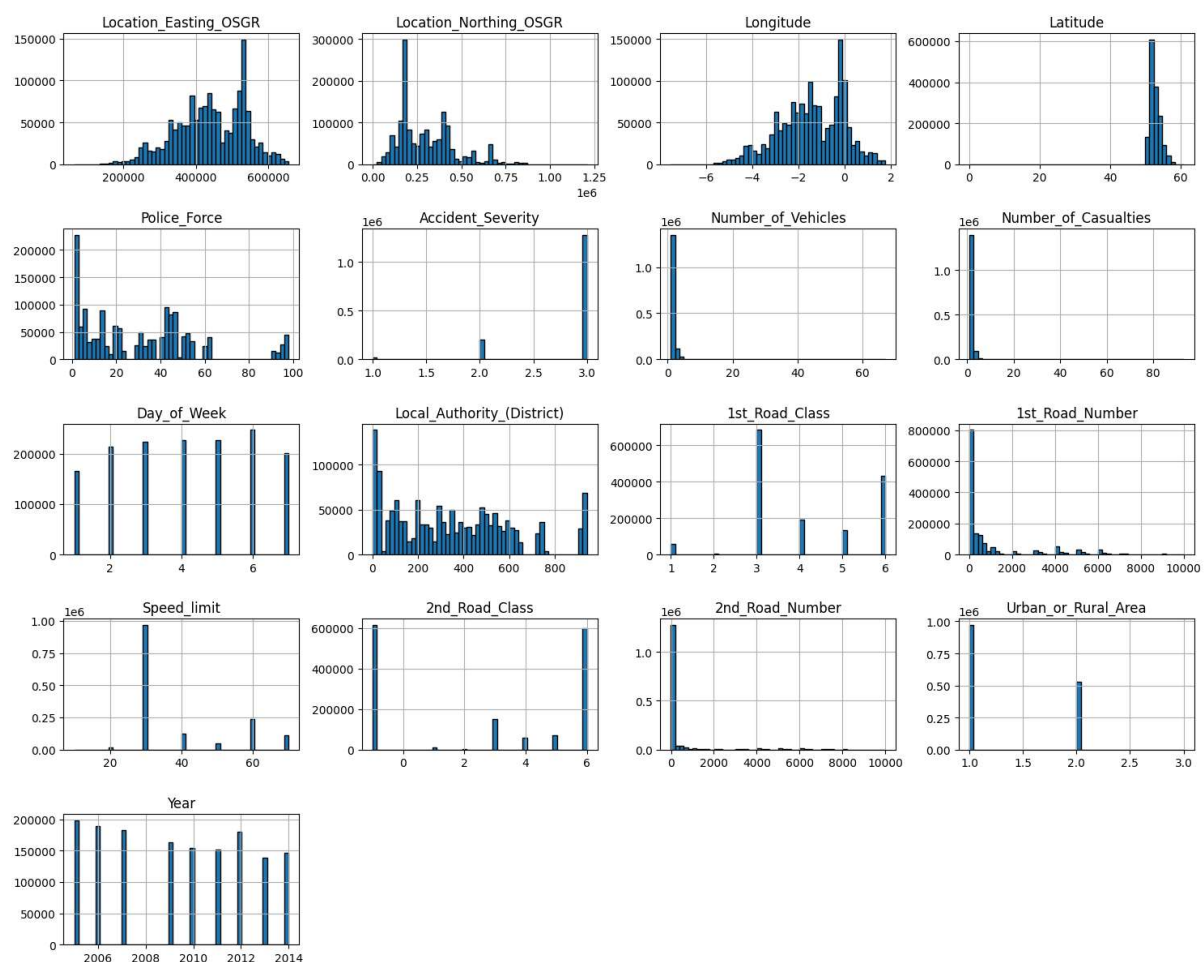 Location_Easting_OSGR Location_Northing_OSGR Longitude Latitude
150000 100000 50000 0
200000 400000 600000
300000 200000 100000 0
0.00 0.25 0.50 0.75 1.00 1.25
1e6
150000 100000 50000 0
−6 −4 −2 0 2
600000 400000 200000 0
0 20 40 60
Police_Force Accident_Severity Number_of_Vehicles Number_of_Casualties
200000 150000 100000 50000 0
0 20 40 60 80 100
1e6
1.0 0.5 0.0
1.0 1.5 2.0 2.5 3.0
1e6
1.0 0.5 0.0
0 20 40 60
1e6
1.0 0.5 0.0
0 20 40 60 80
Day_of_Week Local_Authority_(District) 1st_Road_Class 1st_Road_Number
200000 100000 0
2 4 6
100000 50000 0
0 200 400 600 800
600000 400000 200000 0
1 2 3 4 5 6
800000 600000 400000 200000 0
0 2000 4000 6000 8000 10000
Speed_limit 2nd_Road_Class 2nd_Road_Number Urban_or_Rural_Area
1e6
1.00 0.75 0.50 0.25 0.00
20 40 60
600000 400000 200000 0
0 2 4 6
1e6
1.0 0.5 0.0
0 2000 4000 6000 8000 10000
1e6
1.00 0.75 0.50 0.25 0.00
1.0 1.5 2.0 2.5 3.0
Year
200000 150000 100000 50000 0
2006 2008 2010 2012 2014